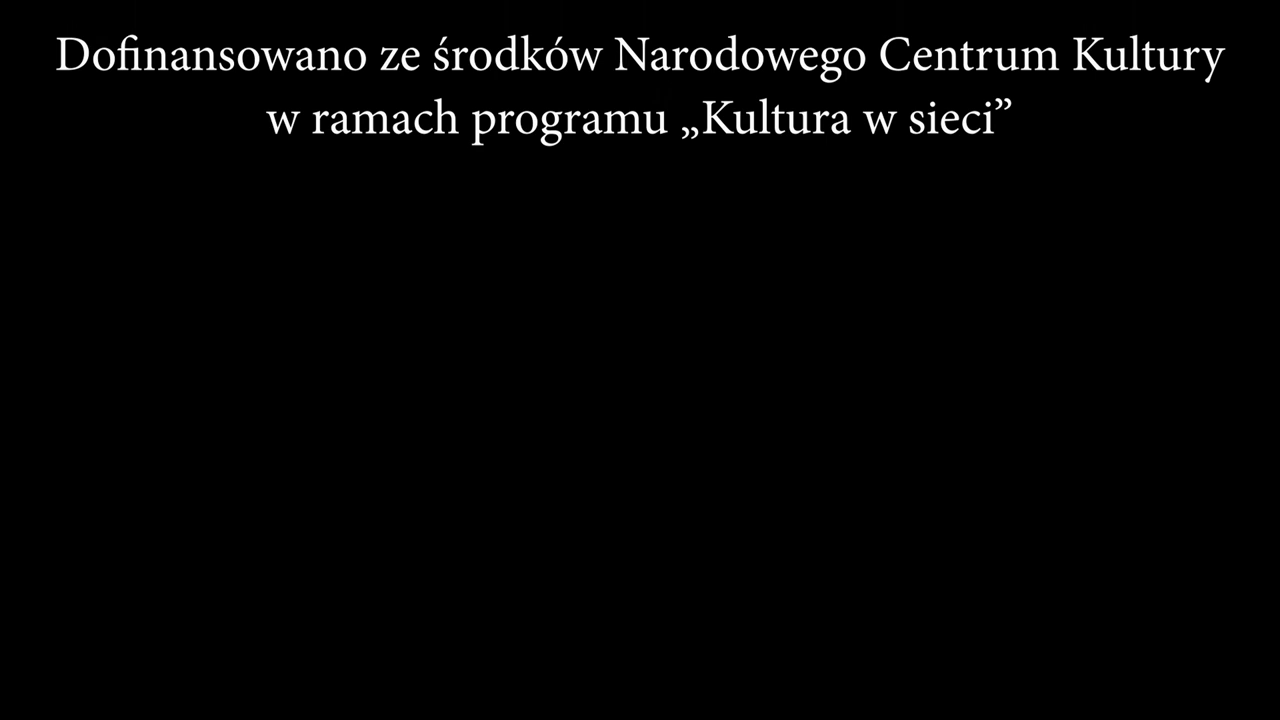 Dofinansowano ze środków Narodowego Centrum Kultury
w ramach programu „Kultura w sieci”